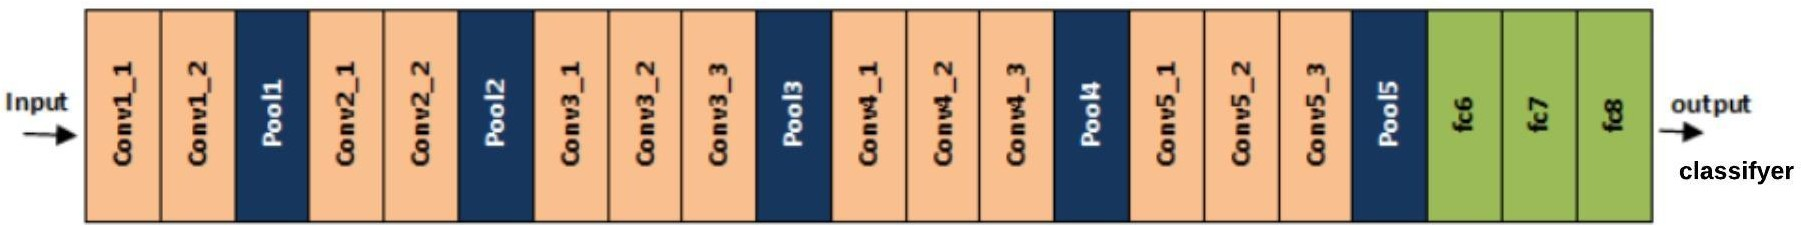 Input
Conv1_1
Conv1_2
Pool1
Conv2_1
Conv2_2
Pool2
Conv3_1
Conv3_2
Conv3_3
Pool3
Conv4_1
Conv4_2
Conv4_3
Pool4
Conv5_1
Conv5_2
Conv5_3
Pool5
fc6
fc7
fc8
output
classifyer